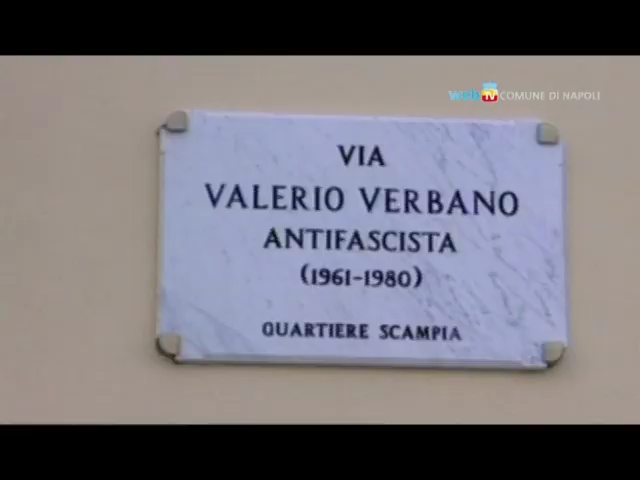 WEB TV COMUNE DI NAPOLI
VIA
VALERIO VERBANO
ANTIFASCISTA
(1961-1980)
QUARTIERE SCAMPIA